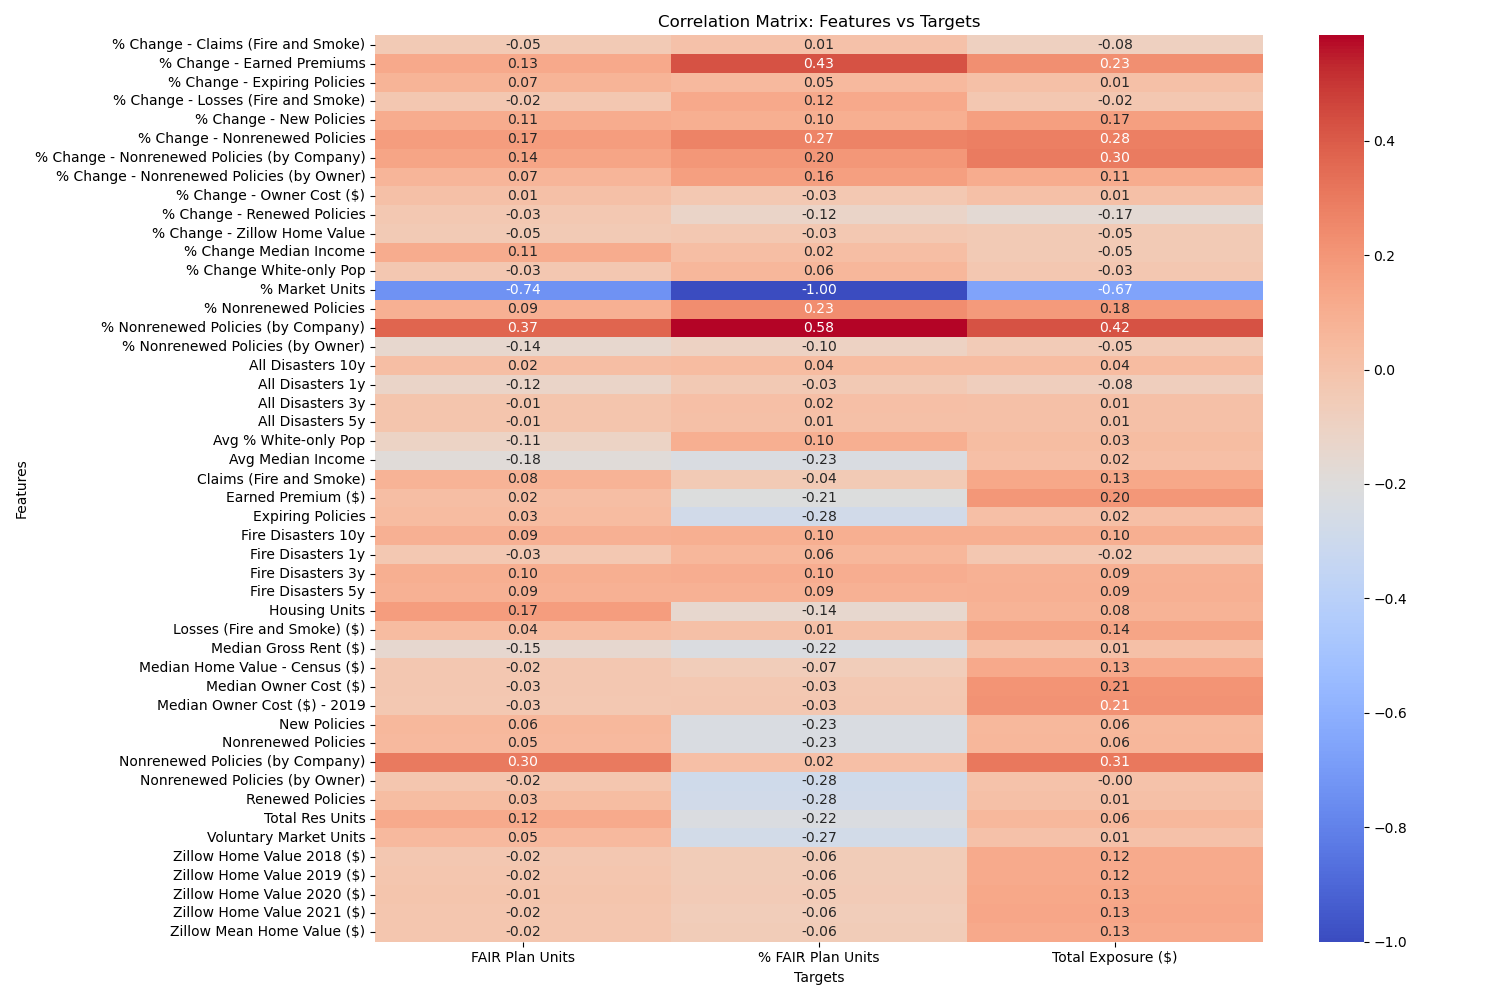 Correlation Matrix: Features vs Targets
% Change - Claims (Fire and Smoke) -0.05 0.01 -0.08
% Change - Earned Premiums 0.13 0.43 0.23
% Change - Expiring Policies 0.07 0.05 0.01
% Change - Losses (Fire and Smoke) -0.02 0.12 -0.02
% Change - New Policies 0.11 0.10 0.17
% Change - Nonrenewed Policies 0.17 0.27 0.28
% Change - Nonrenewed Policies (by Company) 0.14 0.20 0.30
% Change - Nonrenewed Policies (by Owner) 0.07 0.16 0.11
% Change - Owner Cost ($) 0.01 -0.03 0.01
% Change - Renewed Policies -0.03 -0.12 -0.17
% Change - Zillow Home Value -0.05 -0.03 -0.05
% Change Median Income 0.11 0.02 -0.05
% Change White-only Pop -0.03 0.06 -0.03
% Market Units -0.74 -1.00 -0.67
% Nonrenewed Policies 0.09 0.23 0.18
% Nonrenewed Policies (by Company) 0.37 0.58 0.42
% Nonrenewed Policies (by Owner) -0.14 -0.10 -0.05
All Disasters 10y 0.02 0.04 0.04
All Disasters 1y -0.12 -0.03 -0.08
All Disasters 3y -0.01 0.02 0.01
All Disasters 5y -0.01 0.01 0.01
Avg % White-only Pop -0.11 0.10 0.03
Avg Median Income -0.18 -0.23 0.02
Claims (Fire and Smoke) 0.08 -0.04 0.13
Earned Premium ($) 0.02 -0.21 0.20
Expiring Policies 0.03 -0.28 0.02
Fire Disasters 10y 0.09 0.10 0.10
Fire Disasters 1y -0.03 0.06 -0.02
Fire Disasters 3y 0.10 0.10 0.09
Fire Disasters 5y 0.09 0.09 0.09
Housing Units 0.17 -0.14 0.08
Losses (Fire and Smoke) ($) 0.04 0.01 0.14
Median Gross Rent ($) -0.15 -0.22 0.01
Median Home Value - Census ($) -0.02 -0.07 0.13
Median Owner Cost ($) -0.03 -0.03 0.21
Median Owner Cost ($) - 2019 -0.03 -0.03 0.21
New Policies 0.06 -0.23 0.06
Nonrenewed Policies 0.05 -0.23 0.06
Nonrenewed Policies (by Company) 0.30 0.02 0.31
Nonrenewed Policies (by Owner) -0.02 -0.28 -0.00
Renewed Policies 0.03 -0.28 0.01
Total Res Units 0.12 -0.22 0.06
Voluntary Market Units 0.05 -0.27 0.01
Zillow Home Value 2018 ($) -0.02 -0.06 0.12
Zillow Home Value 2019 ($) -0.02 -0.06 0.12
Zillow Home Value 2020 ($) -0.01 -0.05 0.13
Zillow Home Value 2021 ($) -0.02 -0.06 0.13
Zillow Mean Home Value ($) -0.02 -0.06 0.13
Features
FAIR Plan Units % FAIR Plan Units Total Exposure ($)
Targets
0.4
0.2
0.0
−0.2
−0.4
−0.6
−0.8
−1.0